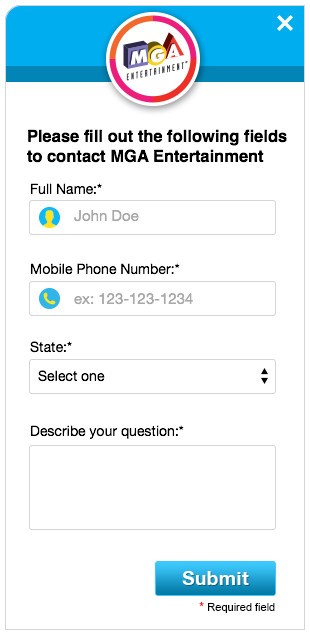 ×
MGA
ENTERTAINMENT™
Please fill out the following fields
to contact MGA Entertainment
Full Name:*
John Doe
Mobile Phone Number:*
ex: 123-123-1234
State:*
Select one
Describe your question:*
Submit
* Required field